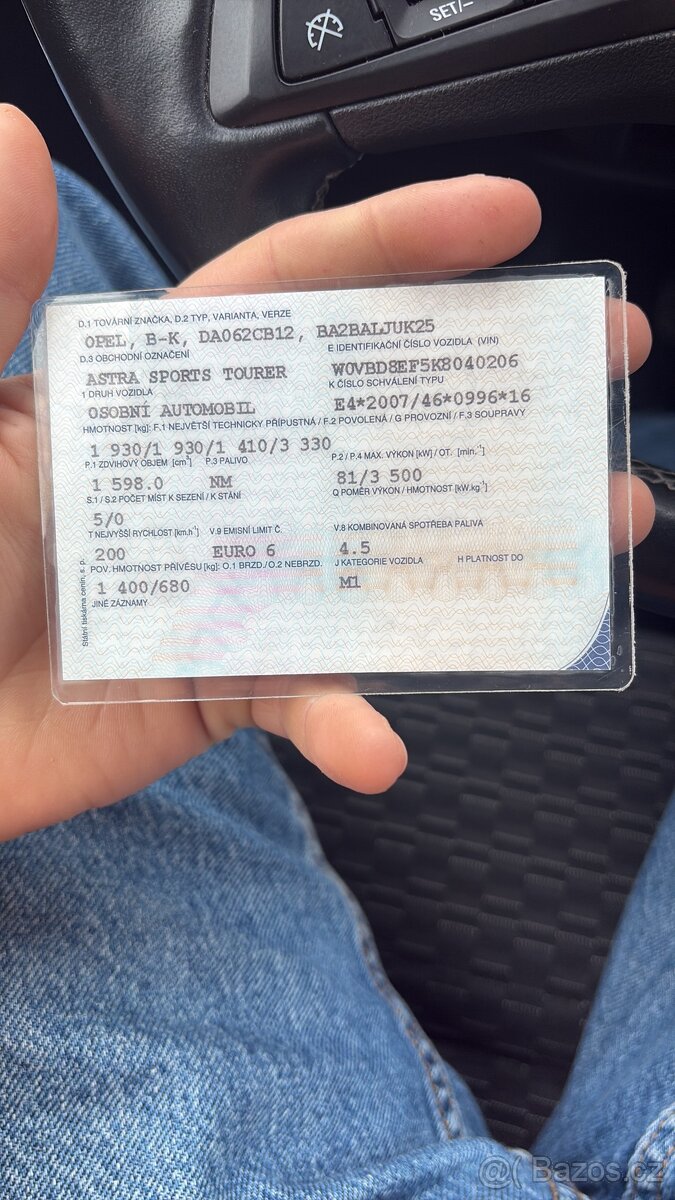 SET/–
D.1 TOVÁRNÍ ZNAČKA, D.2 TYP, VARIANTA, VERZE
OPEL, B-K, DA062CB12, BA2BALJUK25
D.3 OBCHODNÍ OZNAČENÍ
E IDENTIFIKAČNÍ ČÍSLO VOZIDLA (VIN)
ASTRA SPORTS TOURER
W0VBD8EF5K8040206
1 DRUH VOZIDLA
K ČÍSLO SCHVÁLENÍ TYPU
OSOBNÍ AUTOMOBIL
E4*2007/46*0996*16
HMOTNOST [kg]: F.1 NEJVĚTŠÍ TECHNICKY PŘÍPUSTNÁ / F.2 POVOLENÁ / G PROVOZNÍ / F.3 SOUPRAVY
1 930/1 930/1 410/3 330
P.1 ZDVIHOVÝ OBJEM [cm³] P.3 PALIVO
P.2 / P.4 MAX. VÝKON [kW] / OT. [min.⁻¹]
1 598.0 NM
81/3 500
S.1 / S.2 POČET MÍST K SEZENÍ / K STÁNÍ
Q POMĚR VÝKON / HMOTNOST [kW.kg⁻¹]
5/0
T NEJVYŠŠÍ RYCHLOST [km.h⁻¹] V.9 EMISNÍ LIMIT Č.
V.8 KOMBINOVANÁ SPOTŘEBA PALIVA
200 EURO 6
4.5
POV. HMOTNOST PŘÍVĚSU [kg]: O.1 BRZD./O.2 NEBRZD.
J KATEGORIE VOZIDLA H PLATNOST DO
1 400/680
M1
JINÉ ZÁZNAMY
Státní tiskárna cenin, s. p.
@( Bazos.cz